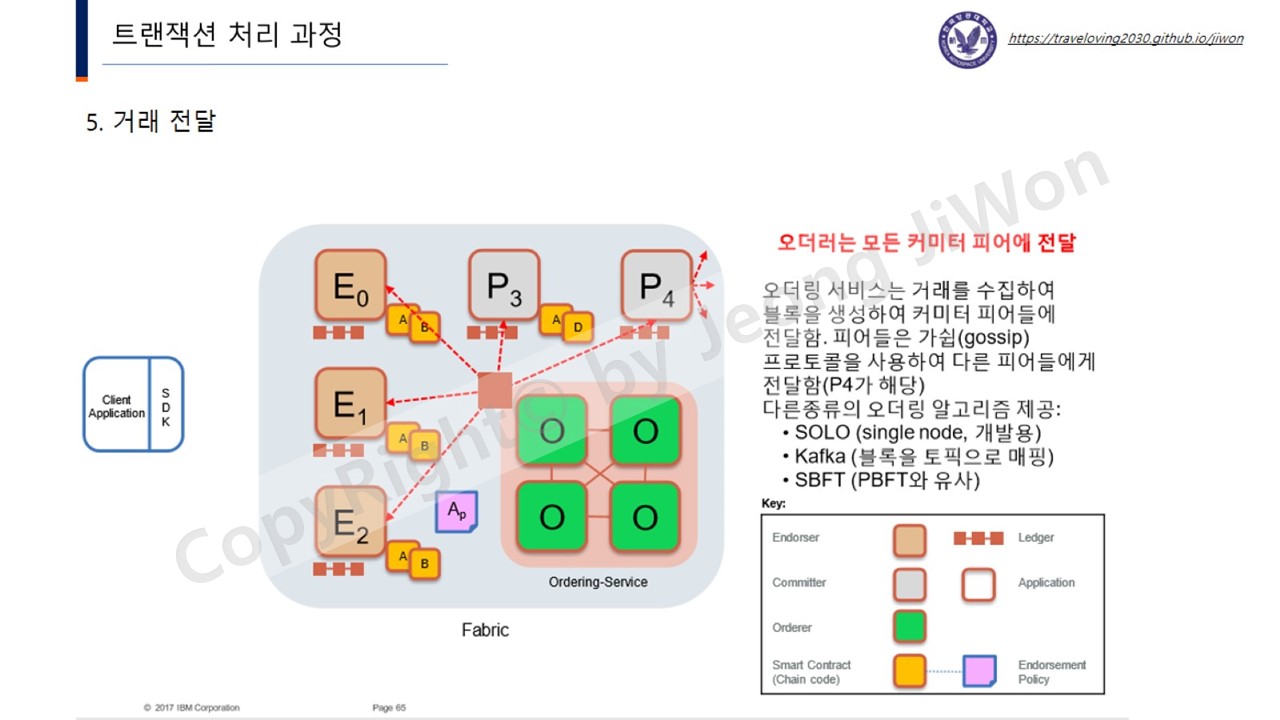 트랜잭션 처리 과정
https://traveloving2030.github.io/jiwon
5. 거래 전달
CopyRight© by Jeong JiWon
오더러는 모든 커미터 피어에 전달
오더링 서비스는 거래를 수집하여
블록을 생성하여 커미터 피어들에
전달함. 피어들은 가쉽(gossip)
프로토콜을 사용하여 다른 피어들에게
전달함(P4가 해당)
다른종류의 오더링 알고리즘 제공:
• SOLO (single node, 개발용)
• Kafka (블록을 토픽으로 매핑)
• SBFT (PBFT와 유사)
E0
A
B
P3
A
D
P4
Client
Application
S
D
K
E1
A
B
E2
A
B
Ap
O
O
O
O
Ordering-Service
Fabric
Key:
Endorser
Ledger
Committer
Application
Orderer
Smart Contract
(Chain code)
Endorsement
Policy
© 2017 IBM Corporation
Page 65